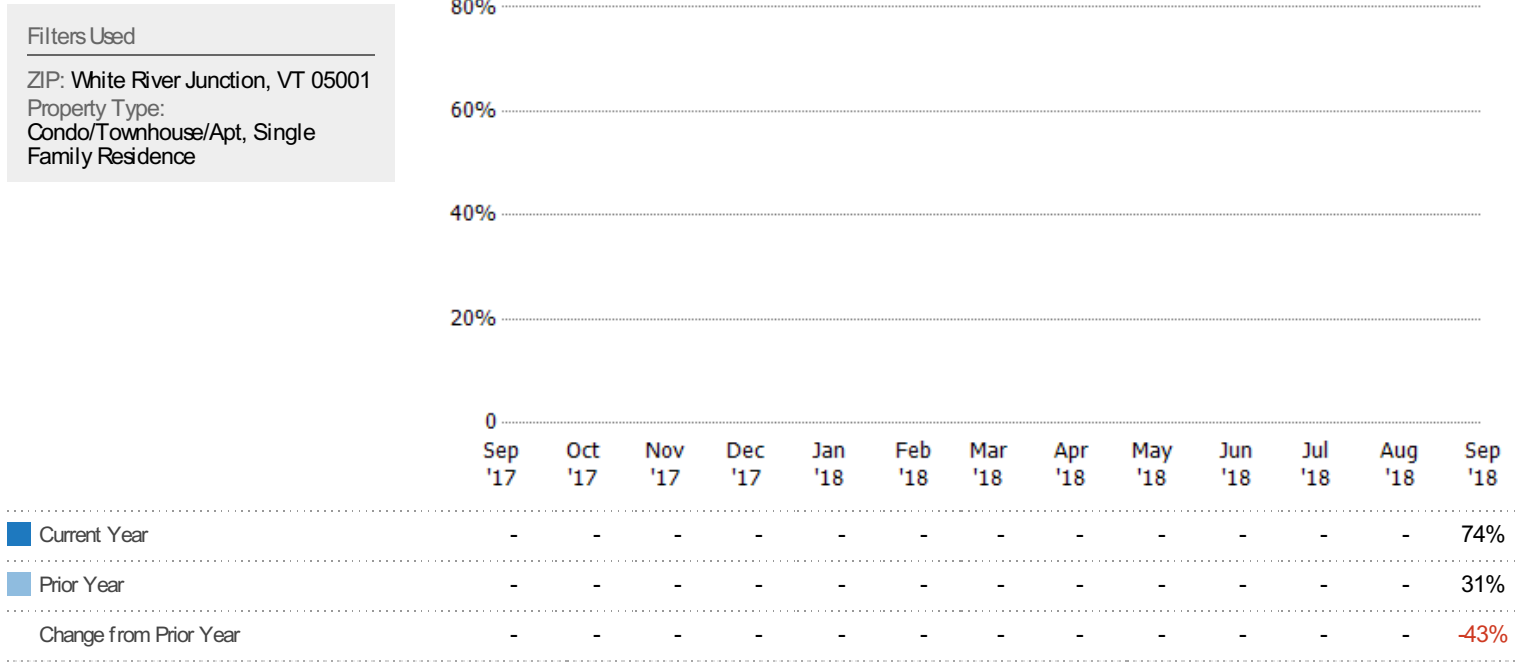 Filters Used
ZIP: White River Junction, VT 05001
Property Type:
Condo/Townhouse/Apt, Single
Family Residence
80%
60%
40%
20%
0
Sep Oct Nov Dec Jan Feb Mar Apr May Jun Jul Aug Sep
'17 '17 '17 '17 '18 '18 '18 '18 '18 '18 '18 '18 '18
Current Year - - - - - - - - - - - - 74%
Prior Year - - - - - - - - - - - - 31%
Change from Prior Year - - - - - - - - - - - - -43%